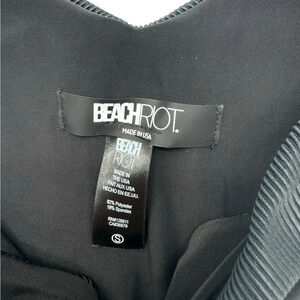 BEACHRIOT.
MADE IN USA
BEACH
RIOT.
MADE IN
THE USA
FAIT AUX USA
HECHO EN EE.UU.
82% Polyester
18% Spandex
S